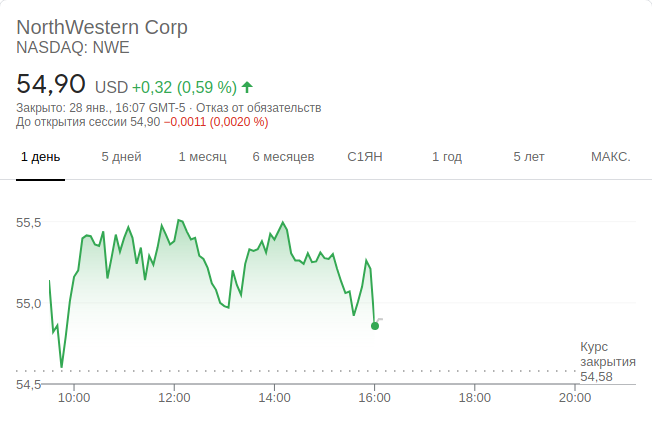 NorthWestern Corp
NASDAQ: NWE
54,90 USD +0,32 (0,59 %)
Закрыто: 28 янв., 16:07 GMT-5 · Отказ от обязательств
До открытия сессии 54,90 −0,0011 (0,0020 %)
1 день 5 дней 1 месяц 6 месяцев С1ЯН 1 год 5 лет МАКС.
55,5
55,0
54,5
Курс
закрытия
54,58
10:00 12:00 14:00 16:00 18:00 20:00